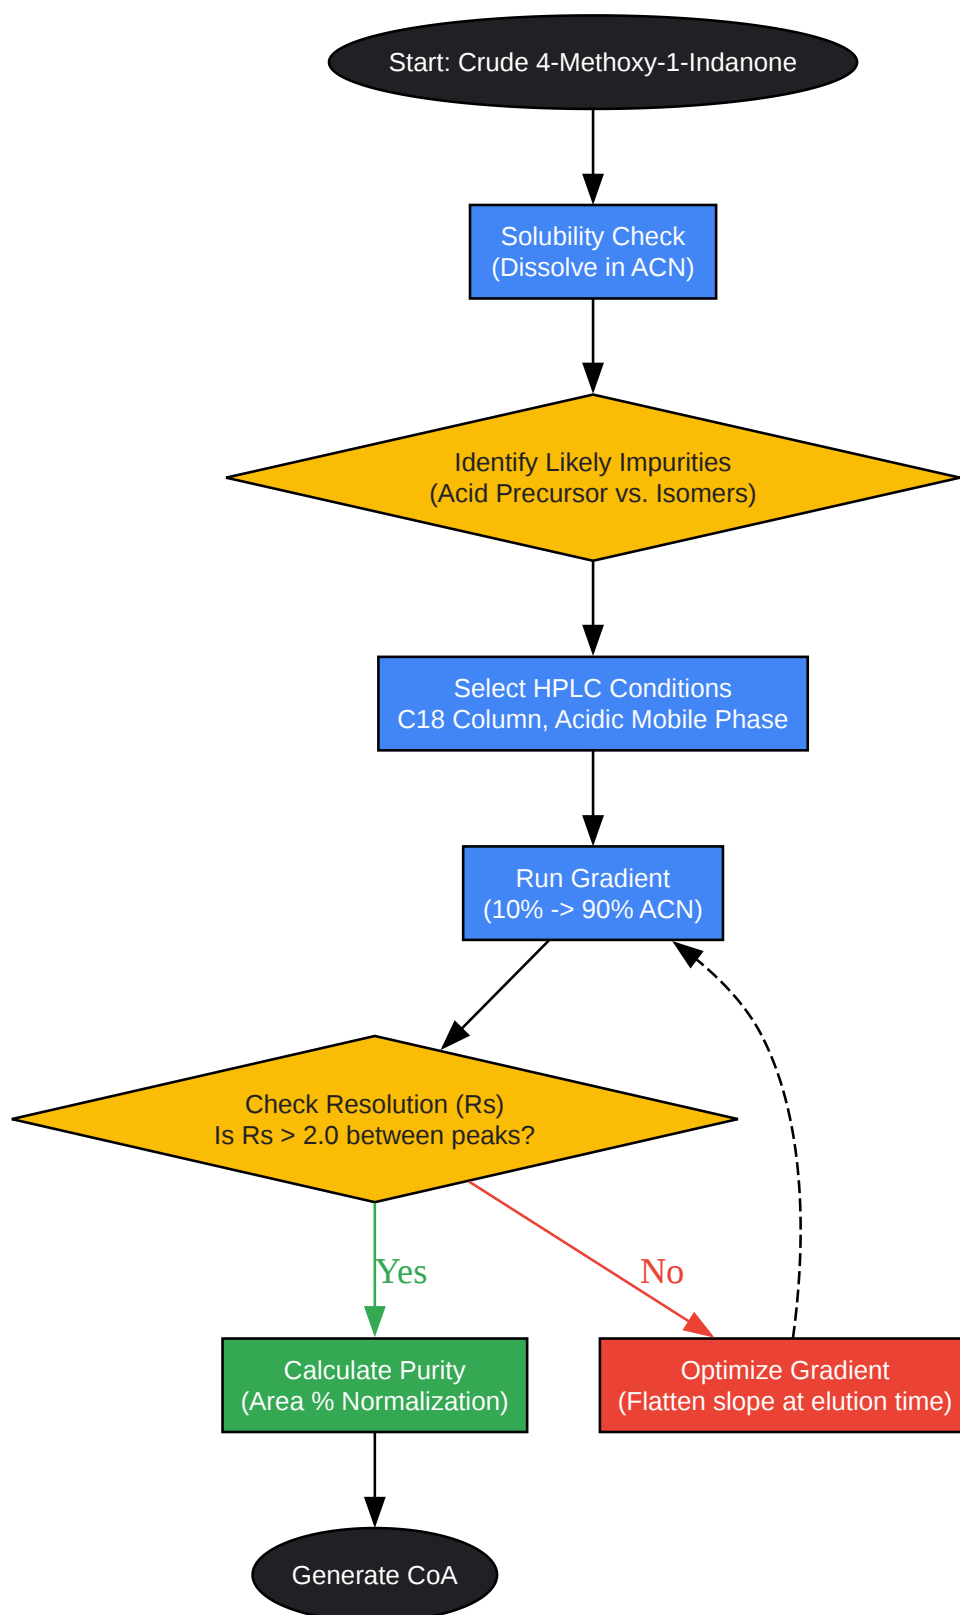 Start: Crude 4-Methoxy-1-Indanone
Solubility Check
(Dissolve in ACN)
Identify Likely Impurities
(Acid Precursor vs. Isomers)
Select HPLC Conditions
C18 Column, Acidic Mobile Phase
Run Gradient
(10% -> 90% ACN)
Check Resolution (Rs)
Is Rs > 2.0 between peaks?
Yes
No
Calculate Purity
(Area % Normalization)
Optimize Gradient
(Flatten slope at elution time)
Generate CoA